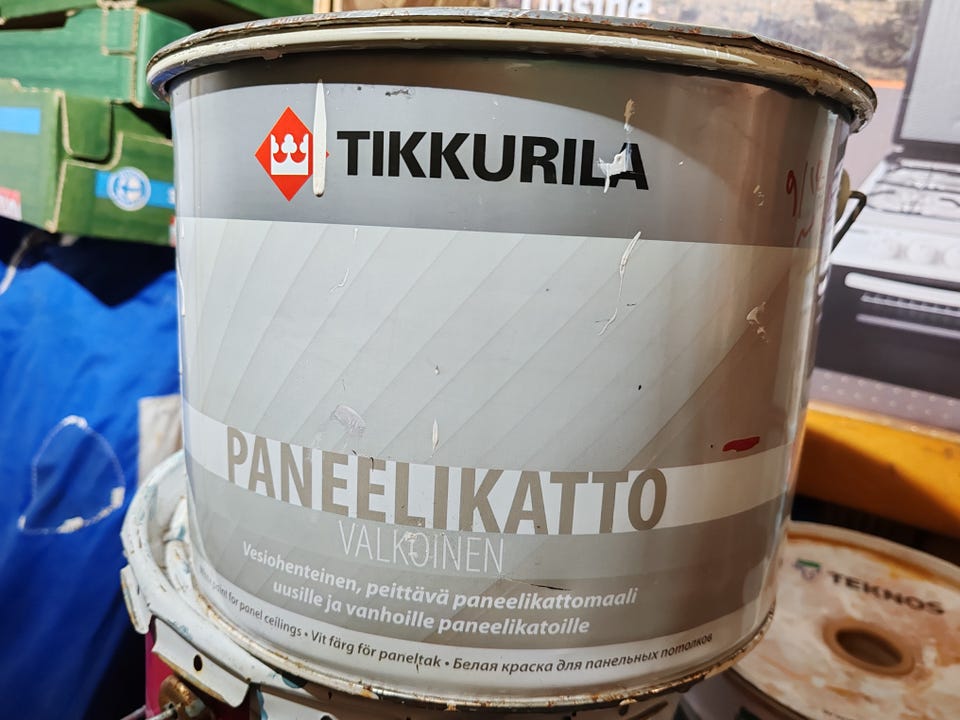 TIKKURILA
PANEELIKATTO
VALKOINEN
Vesiohenteinen, peittävä paneelikattomaali
uusille ja vanhoille paneelikatoille
paint for panel ceilings • Vit färg för paneltak • Белая краска для панельных потолков
TEKNOS